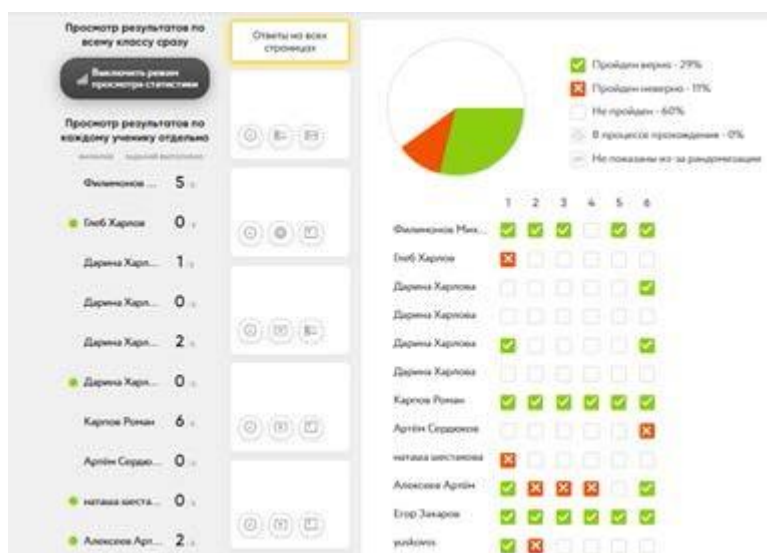 Просмотр результатов по
всему классу сразу
Выключить режим
просмотра статистики
Просмотр результатов по
каждому ученику отдельно
Филимонов ... 5
Глеб Харлов 0
Дарина Харл... 1
Дарина Харл... 0
Дарина Харл... 2
Дарина Харл... 0
Карпов Роман 6
Артём Сердю... 0
наташа шеста... 0
Алексеев Арт... 2
Ответы на всех
страницах
Пройден верно - 29%
Пройден неверно - 11%
Не пройден - 60%
В процессе прохождения - 0%
Не показаны из-за рандомизации
1 2 3 4 5 6
Филимонов Мих...
Глеб Харлов
Дарина Харлова
Дарина Харлова
Дарина Харлова
Дарина Харлова
Карпов Роман
Артём Сердюков
наташа шестакова
Алексеев Артём
Егор Захаров
yuskovvs